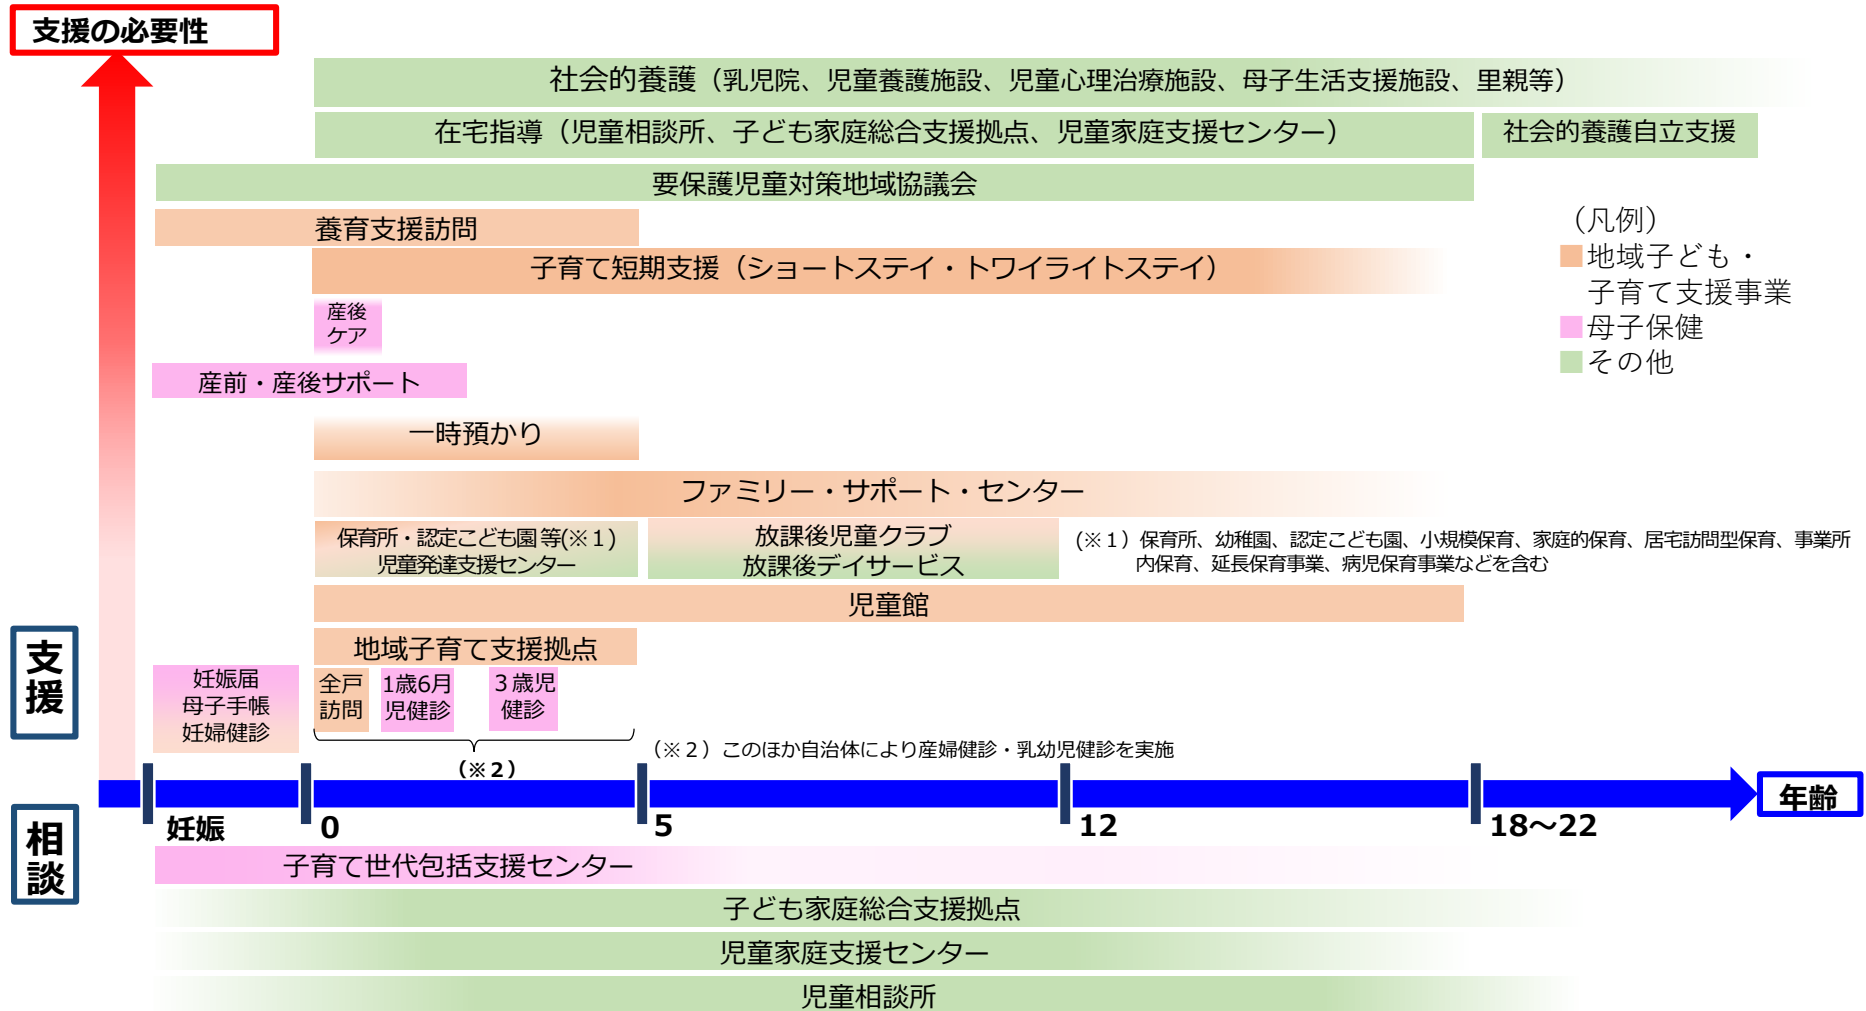 支援の必要性
社会的養護（乳児院、児童養護施設、児童心理治療施設、母子生活支援施設、里親等）
在宅指導（児童相談所、子ども家庭総合支援拠点、児童家庭支援センター）
社会的養護自立支援
要保護児童対策地域協議会
養育支援訪問
子育て短期支援（ショートステイ・トワイライトステイ）
（凡例）
地域子ども・
子育て支援事業
母子保健
その他
産後
ケア
産前・産後サポート
一時預かり
ファミリー・サポート・センター
保育所・認定こども園等(※１)
児童発達支援センター
放課後児童クラブ
放課後デイサービス
(※１）保育所、幼稚園、認定こども園、小規模保育、家庭的保育、居宅訪問型保育、事業所
内保育、延長保育事業、病児保育事業などを含む
児童館
支援
地域子育て支援拠点
妊娠届
母子手帳
妊婦健診
全戸
訪問
1歳6月
児健診
３歳児
健診
（※２）
（※２）このほか自治体により産婦健診・乳幼児健診を実施
年齢
妊娠
0
5
12
18～22
相談
子育て世代包括支援センター
子ども家庭総合支援拠点
児童家庭支援センター
児童相談所